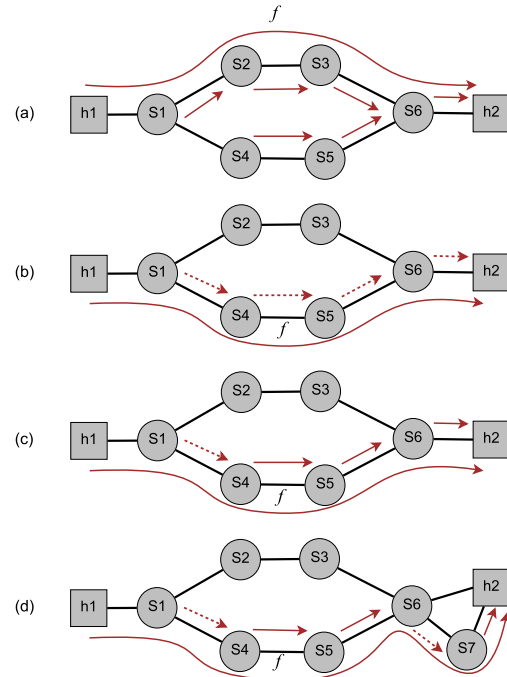 f
S2 S3
(a) h1 S1 S6 h2
S4 S5
S2 S3
(b) h1 S1 S6 h2
S4 S5
f
S2 S3
(c) h1 S1 S6 h2
S4 S5
f
S2 S3
h2
(d) h1 S1 S6
S4 S5 S7
f